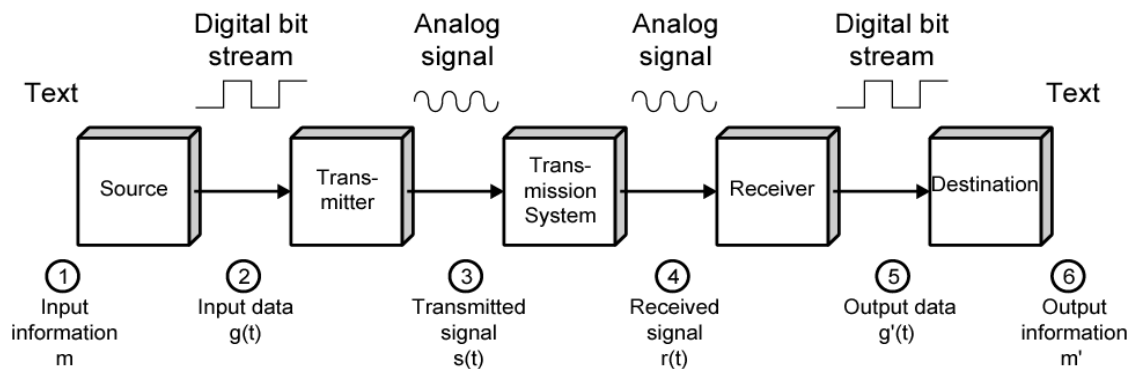 Digital bit
stream
Analog
signal
Analog
signal
Digital bit
stream
Text
Text
Source
Trans-
mitter
Trans-
mission
System
Receiver
Destination
1
Input
information
m
2
Input data
g(t)
3
Transmitted
signal
s(t)
4
Received
signal
r(t)
5
Output data
g'(t)
6
Output
information
m'